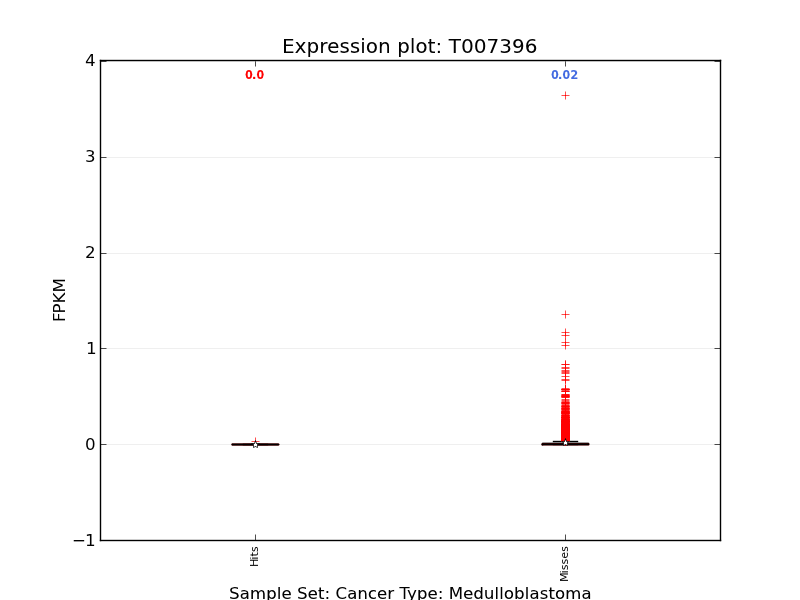 Expression plot: T007396
4
0.0
0.02
3
2
FPKM
1
0
−1
Hits
Misses
Sample Set: Cancer Type: Medulloblastoma